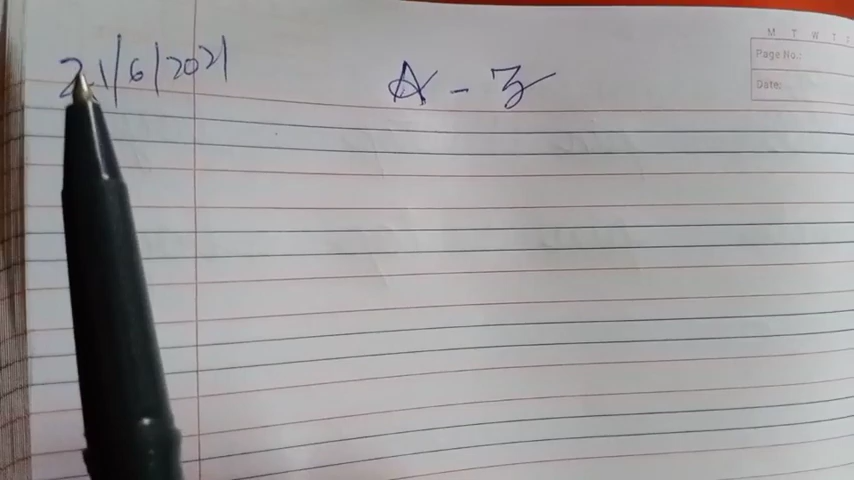 21/6/2021
A - Z
M T W T F
Page No.:
Date: